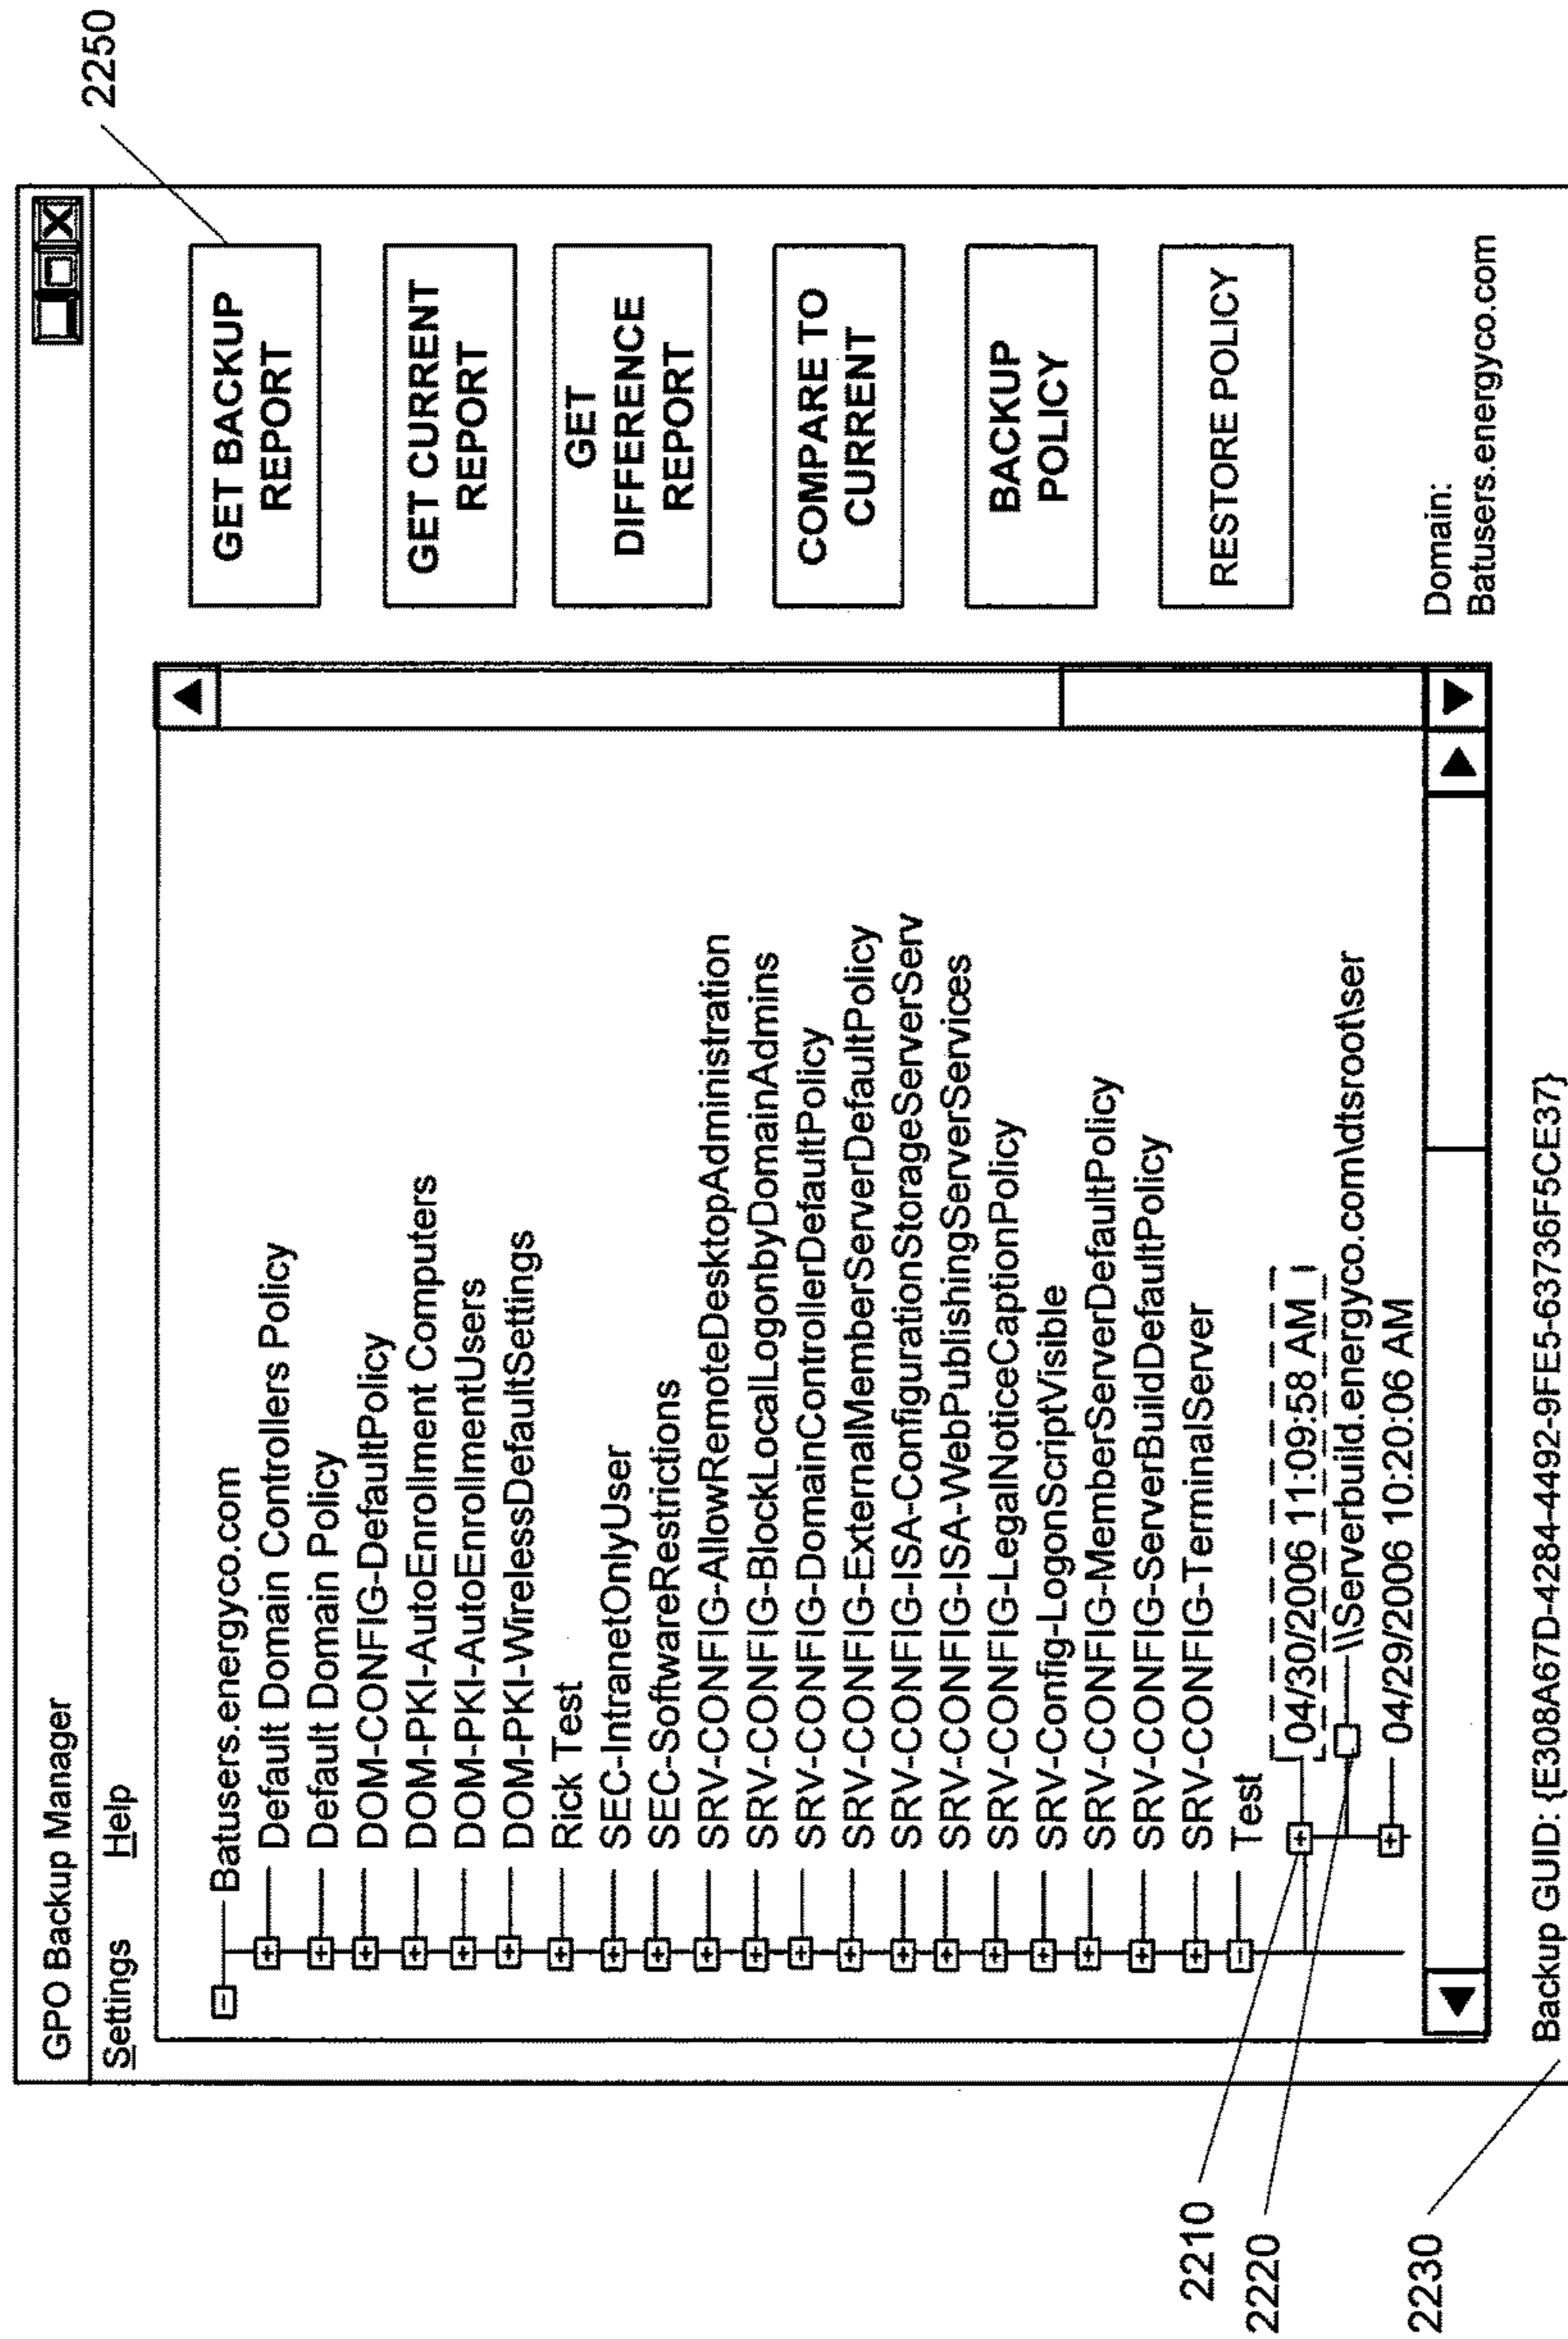 GPO Backup Manager
Settings Help
Batusers.energyco.com
Default Domain Controllers Policy
Default Domain Policy
DOM-CONFIG-DefaultPolicy
DOM-PKI-AutoEnrollment Computers
DOM-PKI-AutoEnrollmentUsers
DOM-PKI-WirelessDefaultSettings
Rick Test
SEC-IntranetOnlyUser
SEC-SoftwareRestrictions
SRV-CONFIG-AllowRemoteDesktopAdministration
SRV-CONFIG-BlockLocalLogonbyDomainAdmins
SRV-CONFIG-DomainControllerDefaultPolicy
SRV-CONFIG-ExternalMemberServerDefaultPolicy
SRV-CONFIG-ISA-ConfigurationStorageServerServ
SRV-CONFIG-ISA-WebPublishingServerServices
SRV-CONFIG-LegalNoticeCaptionPolicy
SRV-Config-LogonScriptVisible
SRV-CONFIG-MemberServerDefaultPolicy
SRV-CONFIG-ServerBuildDefaultPolicy
SRV-CONFIG-TerminalServer
Test
04/30/2006 11:09:58 AM
\\Serverbuild.energyco.com\dtsroot\ser
04/29/2006 10:20:06 AM
GET BACKUP
REPORT
GET CURRENT
REPORT
GET
DIFFERENCE
REPORT
COMPARE TO
CURRENT
BACKUP
POLICY
RESTORE POLICY
Domain:
Batusers.energyco.com
Backup GUID: {E308A67D-4284-4492-9FE5-63736F5CE37}
2250
2210
2220
2230